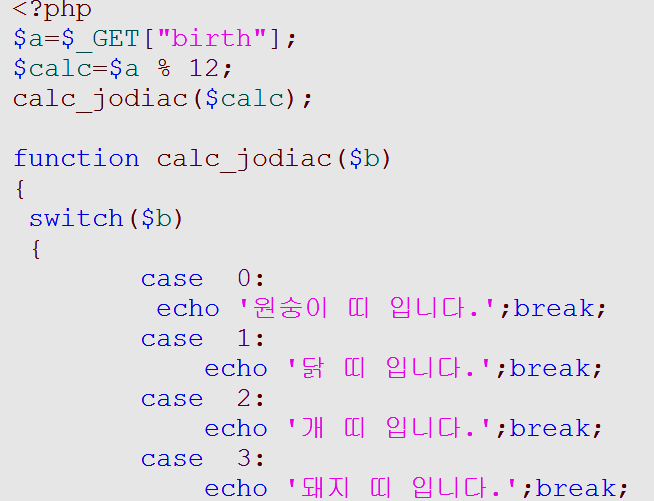 <?php
$a=$_GET["birth"];
$calc=$a % 12;
calc_jodiac($calc);
function calc_jodiac($b)
{
switch($b)
{
case 0:
echo '원숭이 띠 입니다.';break;
case 1:
echo '닭 띠 입니다.';break;
case 2:
echo '개 띠 입니다.';break;
case 3:
echo '돼지 띠 입니다.';break;